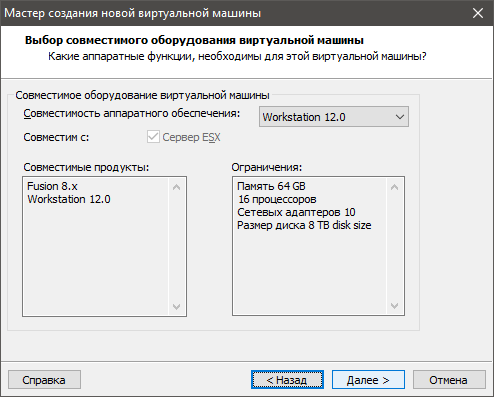 Мастер создания новой виртуальной машины
Выбор совместимого оборудования виртуальной машины
Какие аппаратные функции, необходимы для этой виртуальной машины?
Совместимое оборудование виртуальной машины
Совместимость аппаратного обеспечения: Workstation 12.0
Совместим с: Сервер ESX
Совместимые продукты:
Fusion 8.x
Workstation 12.0
Ограничения:
Память 64 GB
16 процессоров
Сетевых адаптеров 10
Размер диска 8 TB disk size
Справка
< Назад
Далее >
Отмена